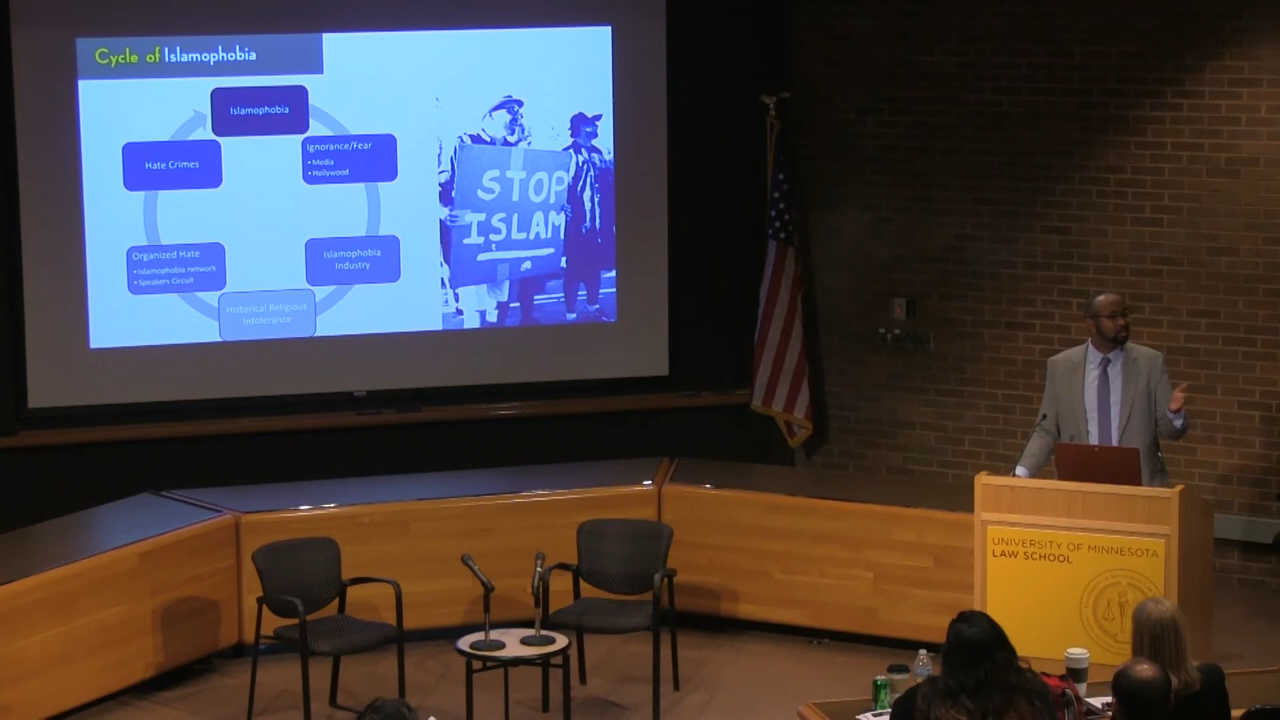 Cycle of Islamophobia
Islamophobia
Ignorance/Fear
• Media
• Hollywood
Islamophobia
Industry
Historical Religious
Intolerance
Organized Hate
• Islamophobia network
• Speakers Circuit
Hate Crimes
STOP
ISLAM
UNIVERSITY OF MINNESOTA
LAW SCHOOL